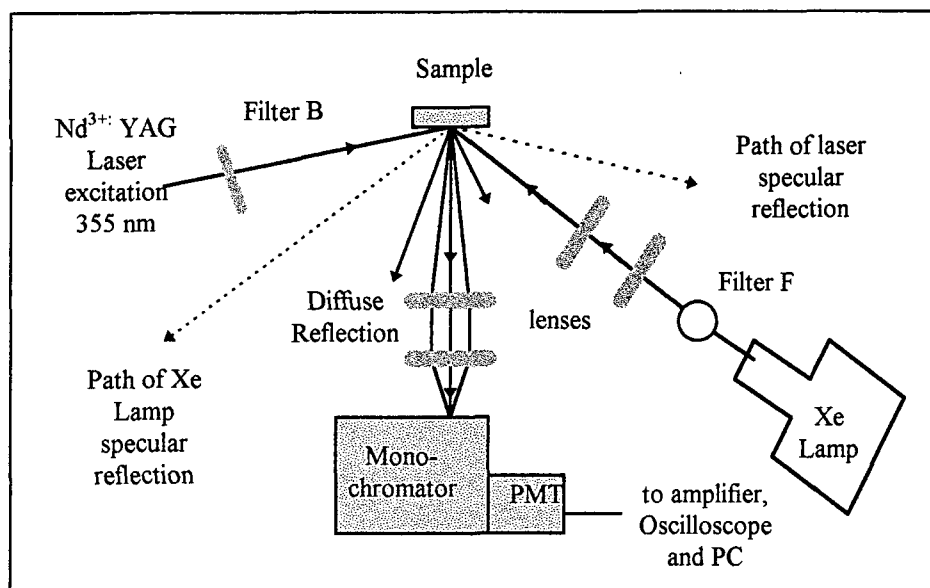 Sample
Filter B
Nd3+: YAG
Laser
excitation
355 nm
Path of laser
specular
reflection
Filter F
Diffuse
Reflection
lenses
Path of Xe
Lamp
specular
reflection
Xe
Lamp
Mono-
chromator
PMT
to amplifier,
Oscilloscope
and PC